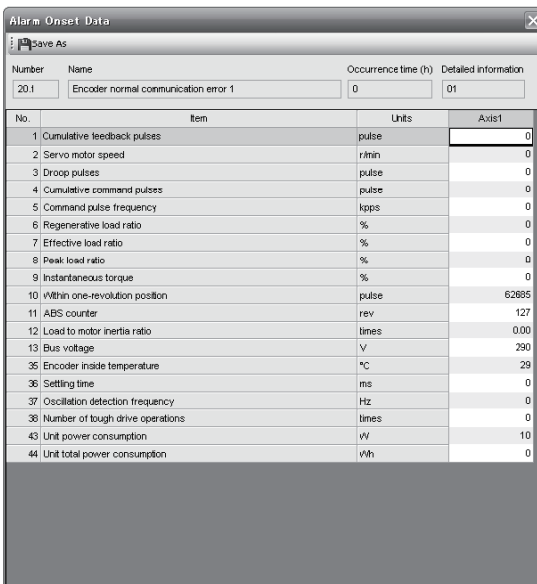 Alarm Onset Data
Save As
Number Name Occurrence time (h) Detailed information
20.1 Encoder normal communication error 1 0 01
No. Item Units Axis1
1 Cumulative feedback pulses pulse 0
2 Servo motor speed r/min 0
3 Droop pulses pulse 0
4 Cumulative command pulses pulse 0
5 Command pulse frequency kpps 0
6 Regenerative load ratio % 0
7 Effective load ratio % 0
8 Peak load ratio % 0
9 Instantaneous torque % 0
10 Within one-revolution position pulse 62685
11 ABS counter rev 127
12 Load to motor inertia ratio times 0.00
13 Bus voltage V 290
35 Encoder inside temperature °C 29
36 Settling time ms 0
37 Oscillation detection frequency Hz 0
38 Number of tough drive operations times 0
43 Unit power consumption W 10
44 Unit total power consumption Wh 0